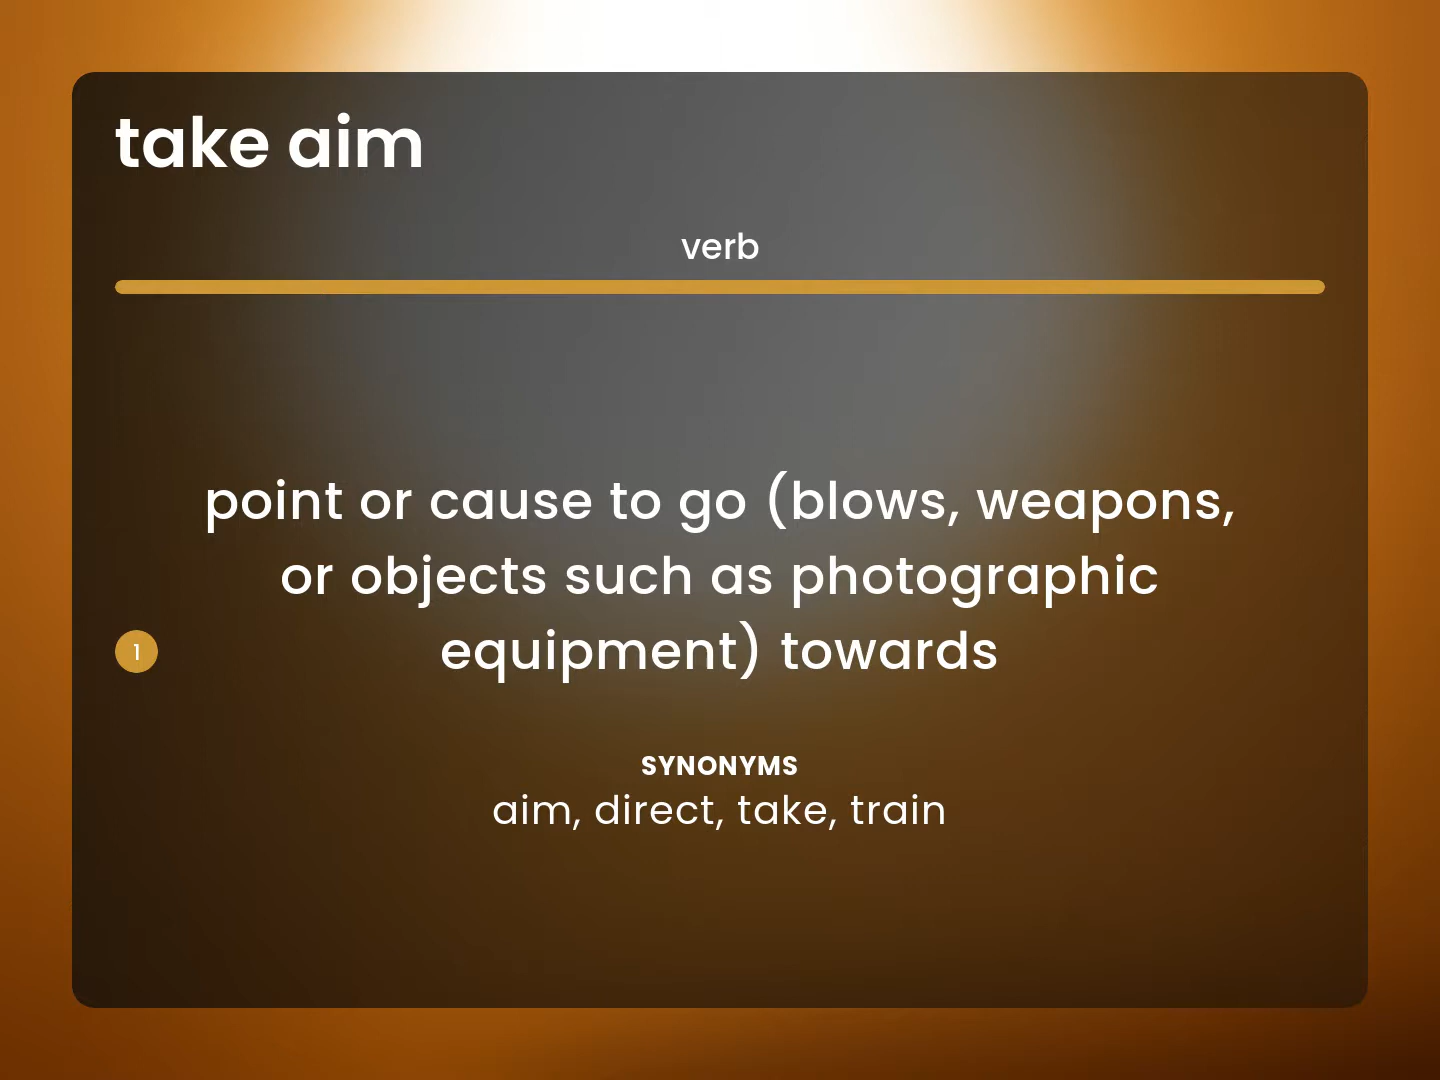 take aim
verb
point or cause to go (blows, weapons,
or objects such as photographic
1
equipment) towards
SYNONYMS
aim, direct, take, train